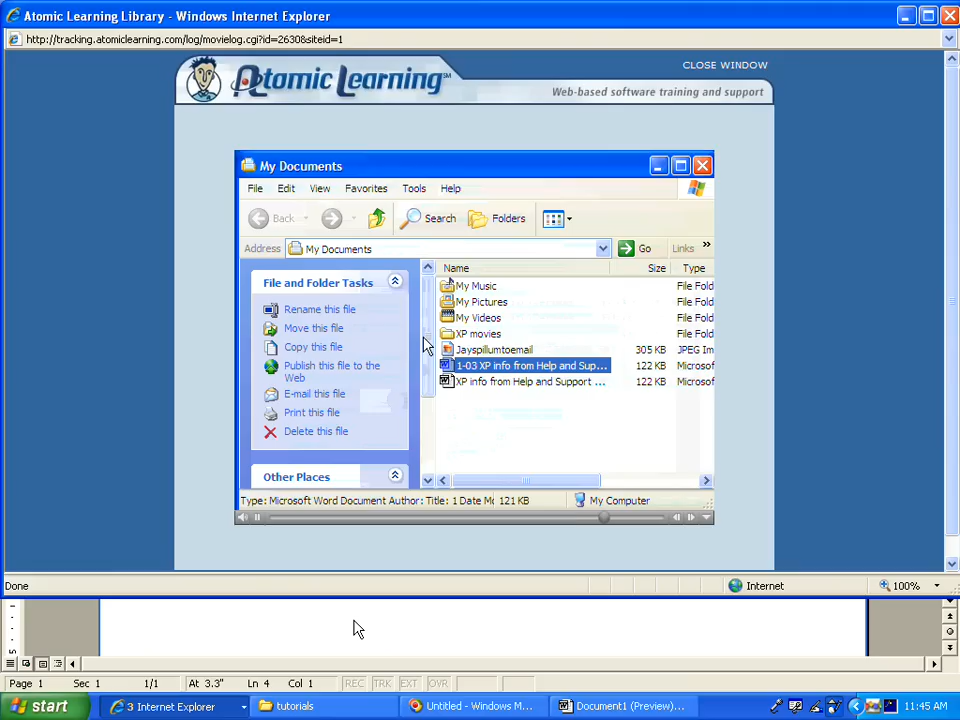 Atomic Learning Library - Windows Internet Explorer
http://tracking.atomiclearning.com/log/movielog.cgi?id=2630&siteid=1
CLOSE WINDOW
Atomic Learning SM
Web-based software training and support
My Documents
File Edit View Favorites Tools Help
Back Search Folders
Address My Documents Go Links »
File and Folder Tasks
Rename this file
Move this file
Copy this file
Publish this file to the
Web
E-mail this file
Print this file
Delete this file
Other Places
Name Size Type
My Music File Fold
My Pictures File Fold
My Videos File Fold
XP movies File Fold
Jayspillumtoemail 305 KB JPEG Im
1-03 XP info from Help and Sup... 122 KB Microsof
XP info from Help and Support ... 122 KB Microsof
Type: Microsoft Word Document Author: Title: 1 Date Mo 121 KB My Computer
Done Internet 100%
Page 1 Sec 1 1/1 At 3.3" Ln 4 Col 1 REC TRK EXT OVR
start 3 Internet Explorer tutorials Untitled - Windows M... Document1 (Preview)... 11:45 AM